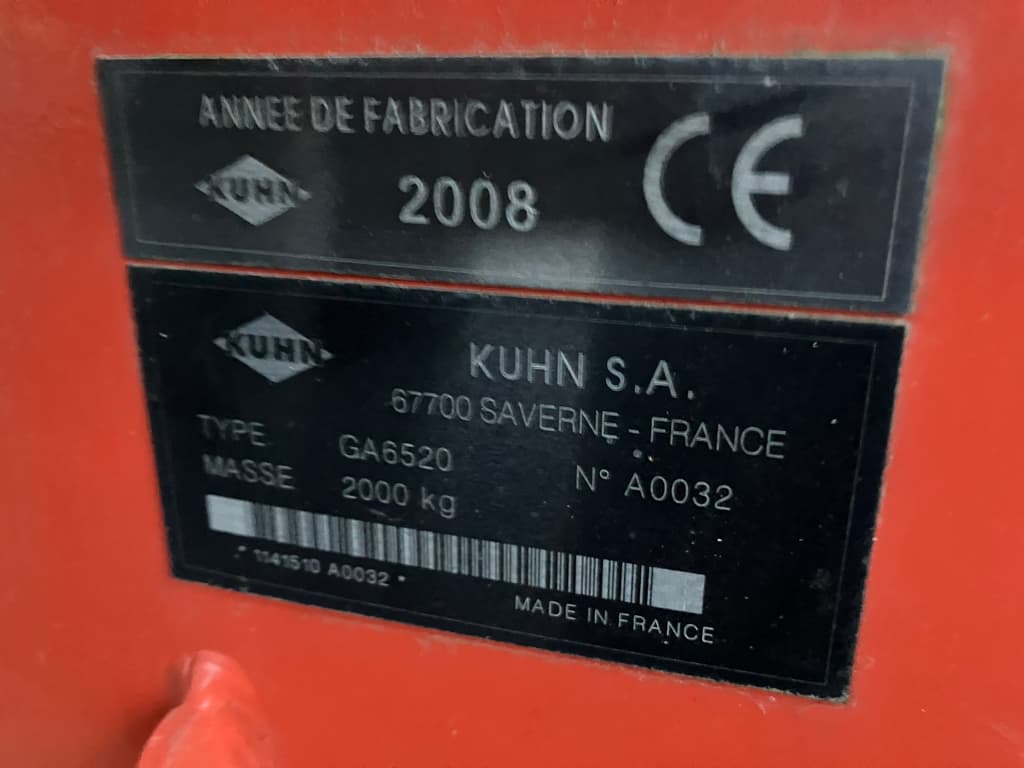 ANNEE DE FABRICATION
KUHN 2008 CE
KUHN
KUHN S.A.
67700 SAVERNE - FRANCE
TYPE GA6520 N° A0032
MASSE 2000 kg
* 1141510 A0032 *
MADE IN FRANCE